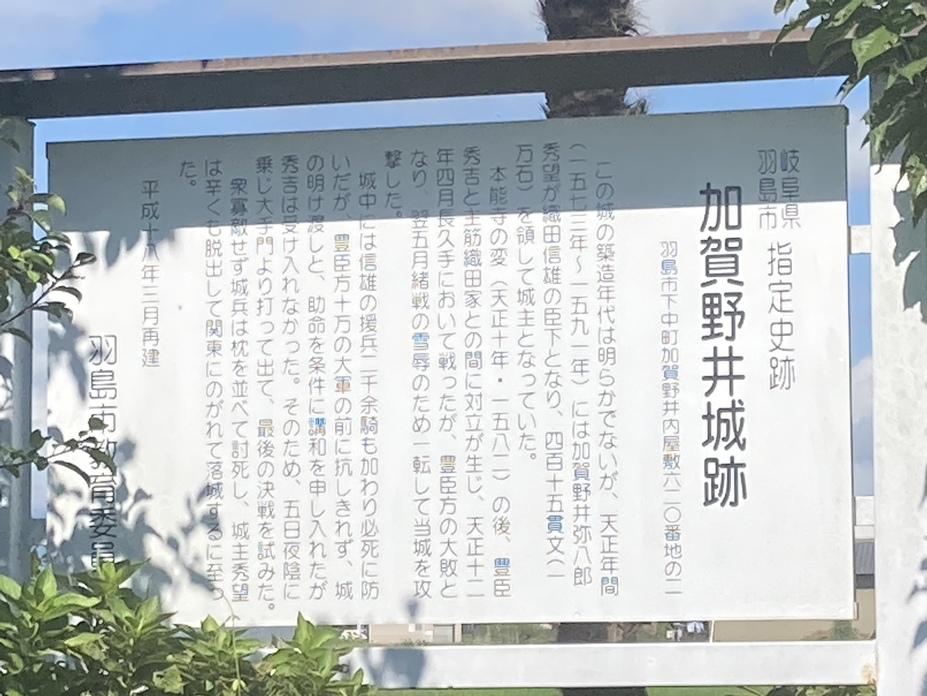 岐阜県
羽島市
指定史跡
加賀野井城跡
羽島市下中町加賀野井内屋敷六二〇番地の二
この城の築造年代は明らかでないが、天正年間
(一五七三年～一五九一年)には加賀野井弥八郎
秀望が織田信雄の臣下となり、四百十五貫文(一
万石)を領して城主となっていた。
本能寺の変(天正十年・一五八二)の後、豊臣
秀吉と主筋織田家との間に対立が生じ、天正十二
年四月長久手において戦ったが、豊臣方の大敗と
なり、翌五月緒戦の雪辱のため一転して当城を攻
撃した。
城中には信雄の援兵二千余騎も加わり必死に防
いだが、豊臣方十万の大軍の前に抗しきれず、城
の明け渡しと、助命を条件に講和を申し入れたが
秀吉は受け入れなかった。そのため、五日夜陰に
乗じ大手門より打って出て、最後の決戦を試みた。
衆寡敵せず城兵は枕を並べて討死し、城主秀望
は辛くも脱出して関東にのがれて落城するに至っ
た。
平成十八年三月再建
羽島市教育委員